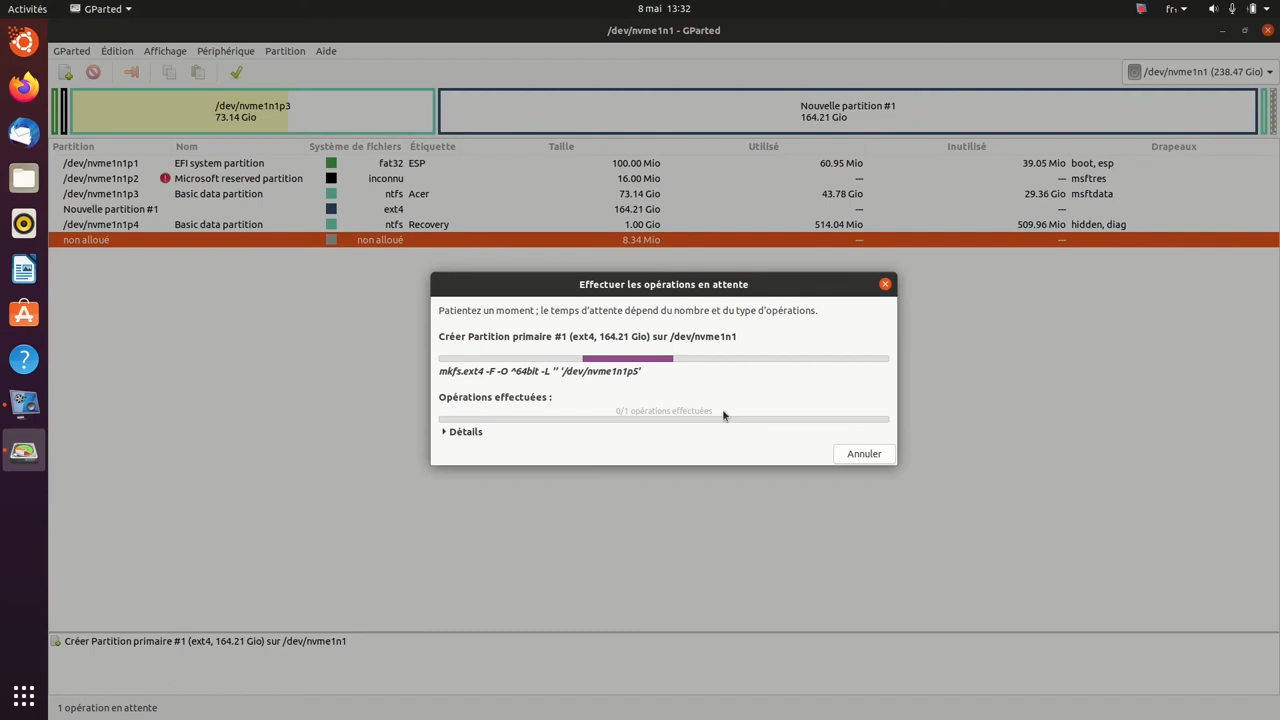 Activités
GParted
8 mai 13:32
fr₁
/dev/nvme1n1 - GParted
GParted Édition Affichage Périphérique Partition Aide
/dev/nvme1n1 (238.47 Gio)
/dev/nvme1n1p3
73.14 Gio
Nouvelle partition #1
164.21 Gio
Partition Nom Système de fichiers Étiquette Taille Utilisé Inutilisé Drapeaux
/dev/nvme1n1p1 EFI system partition fat32 ESP 100.00 Mio 60.95 Mio 39.05 Mio boot, esp
/dev/nvme1n1p2 Microsoft reserved partition inconnu 16.00 Mio — — msftres
/dev/nvme1n1p3 Basic data partition ntfs Acer 73.14 Gio 43.78 Gio 29.36 Gio msftdata
Nouvelle partition #1 ext4 164.21 Gio — —
/dev/nvme1n1p4 Basic data partition ntfs Recovery 1.00 Gio 514.04 Mio 509.96 Mio hidden, diag
non alloué non alloué 8.34 Mio — —
Effectuer les opérations en attente
Patientez un moment ; le temps d'attente dépend du nombre et du type d'opérations.
Créer Partition primaire #1 (ext4, 164.21 Gio) sur /dev/nvme1n1
mkfs.ext4 -F -O ^64bit -L '' '/dev/nvme1n1p5'
Opérations effectuées :
0/1 opérations effectuées
Détails
Annuler
Créer Partition primaire #1 (ext4, 164.21 Gio) sur /dev/nvme1n1
1 opération en attente